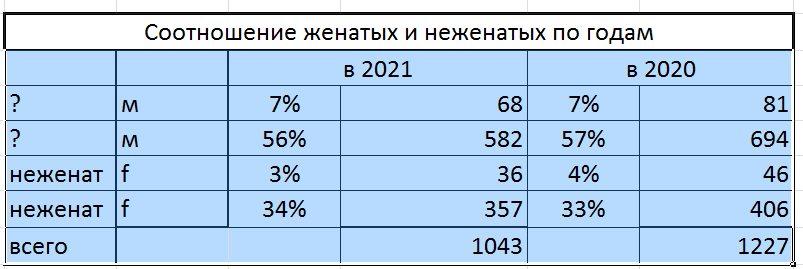 Соотношение женатых и неженатых по годам
в 2021 в 2020
? м 7% 68 7% 81
? м 56% 582 57% 694
неженат f 3% 36 4% 46
неженат f 34% 357 33% 406
всего 1043 1227